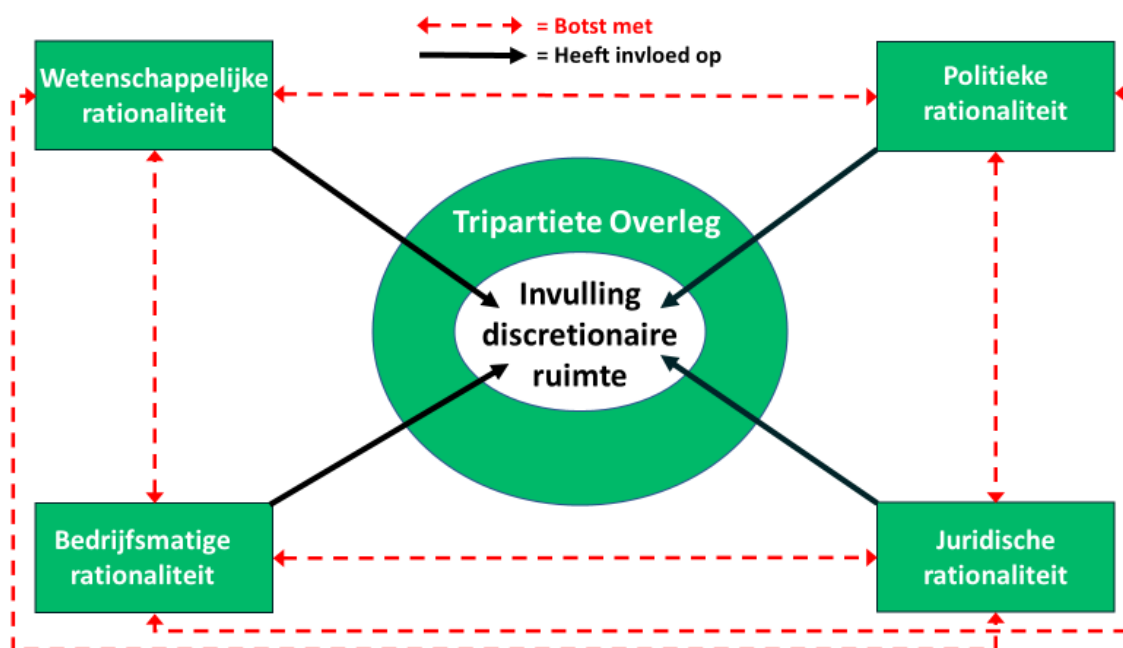 = Botst met
= Heeft invloed op
Wetenschappelijke
rationaliteit
Politieke
rationaliteit
Tripartiete Overleg
Invulling
discretionaire
ruimte
Bedrijfsmatige
rationaliteit
Juridische
rationaliteit